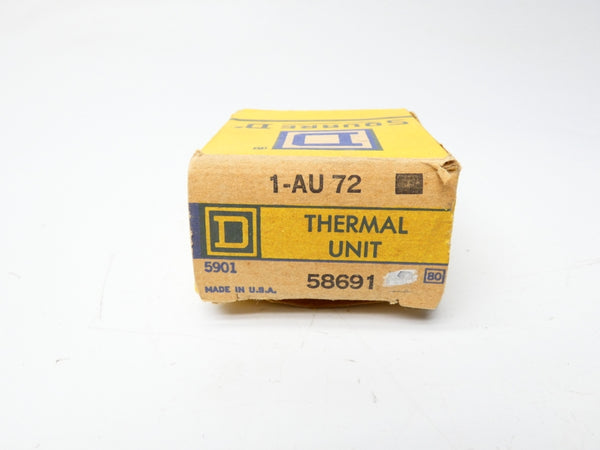 SQUARE D
D
1-AU 72
D
THERMAL
UNIT
5901
58691
80
MADE IN U.S.A.